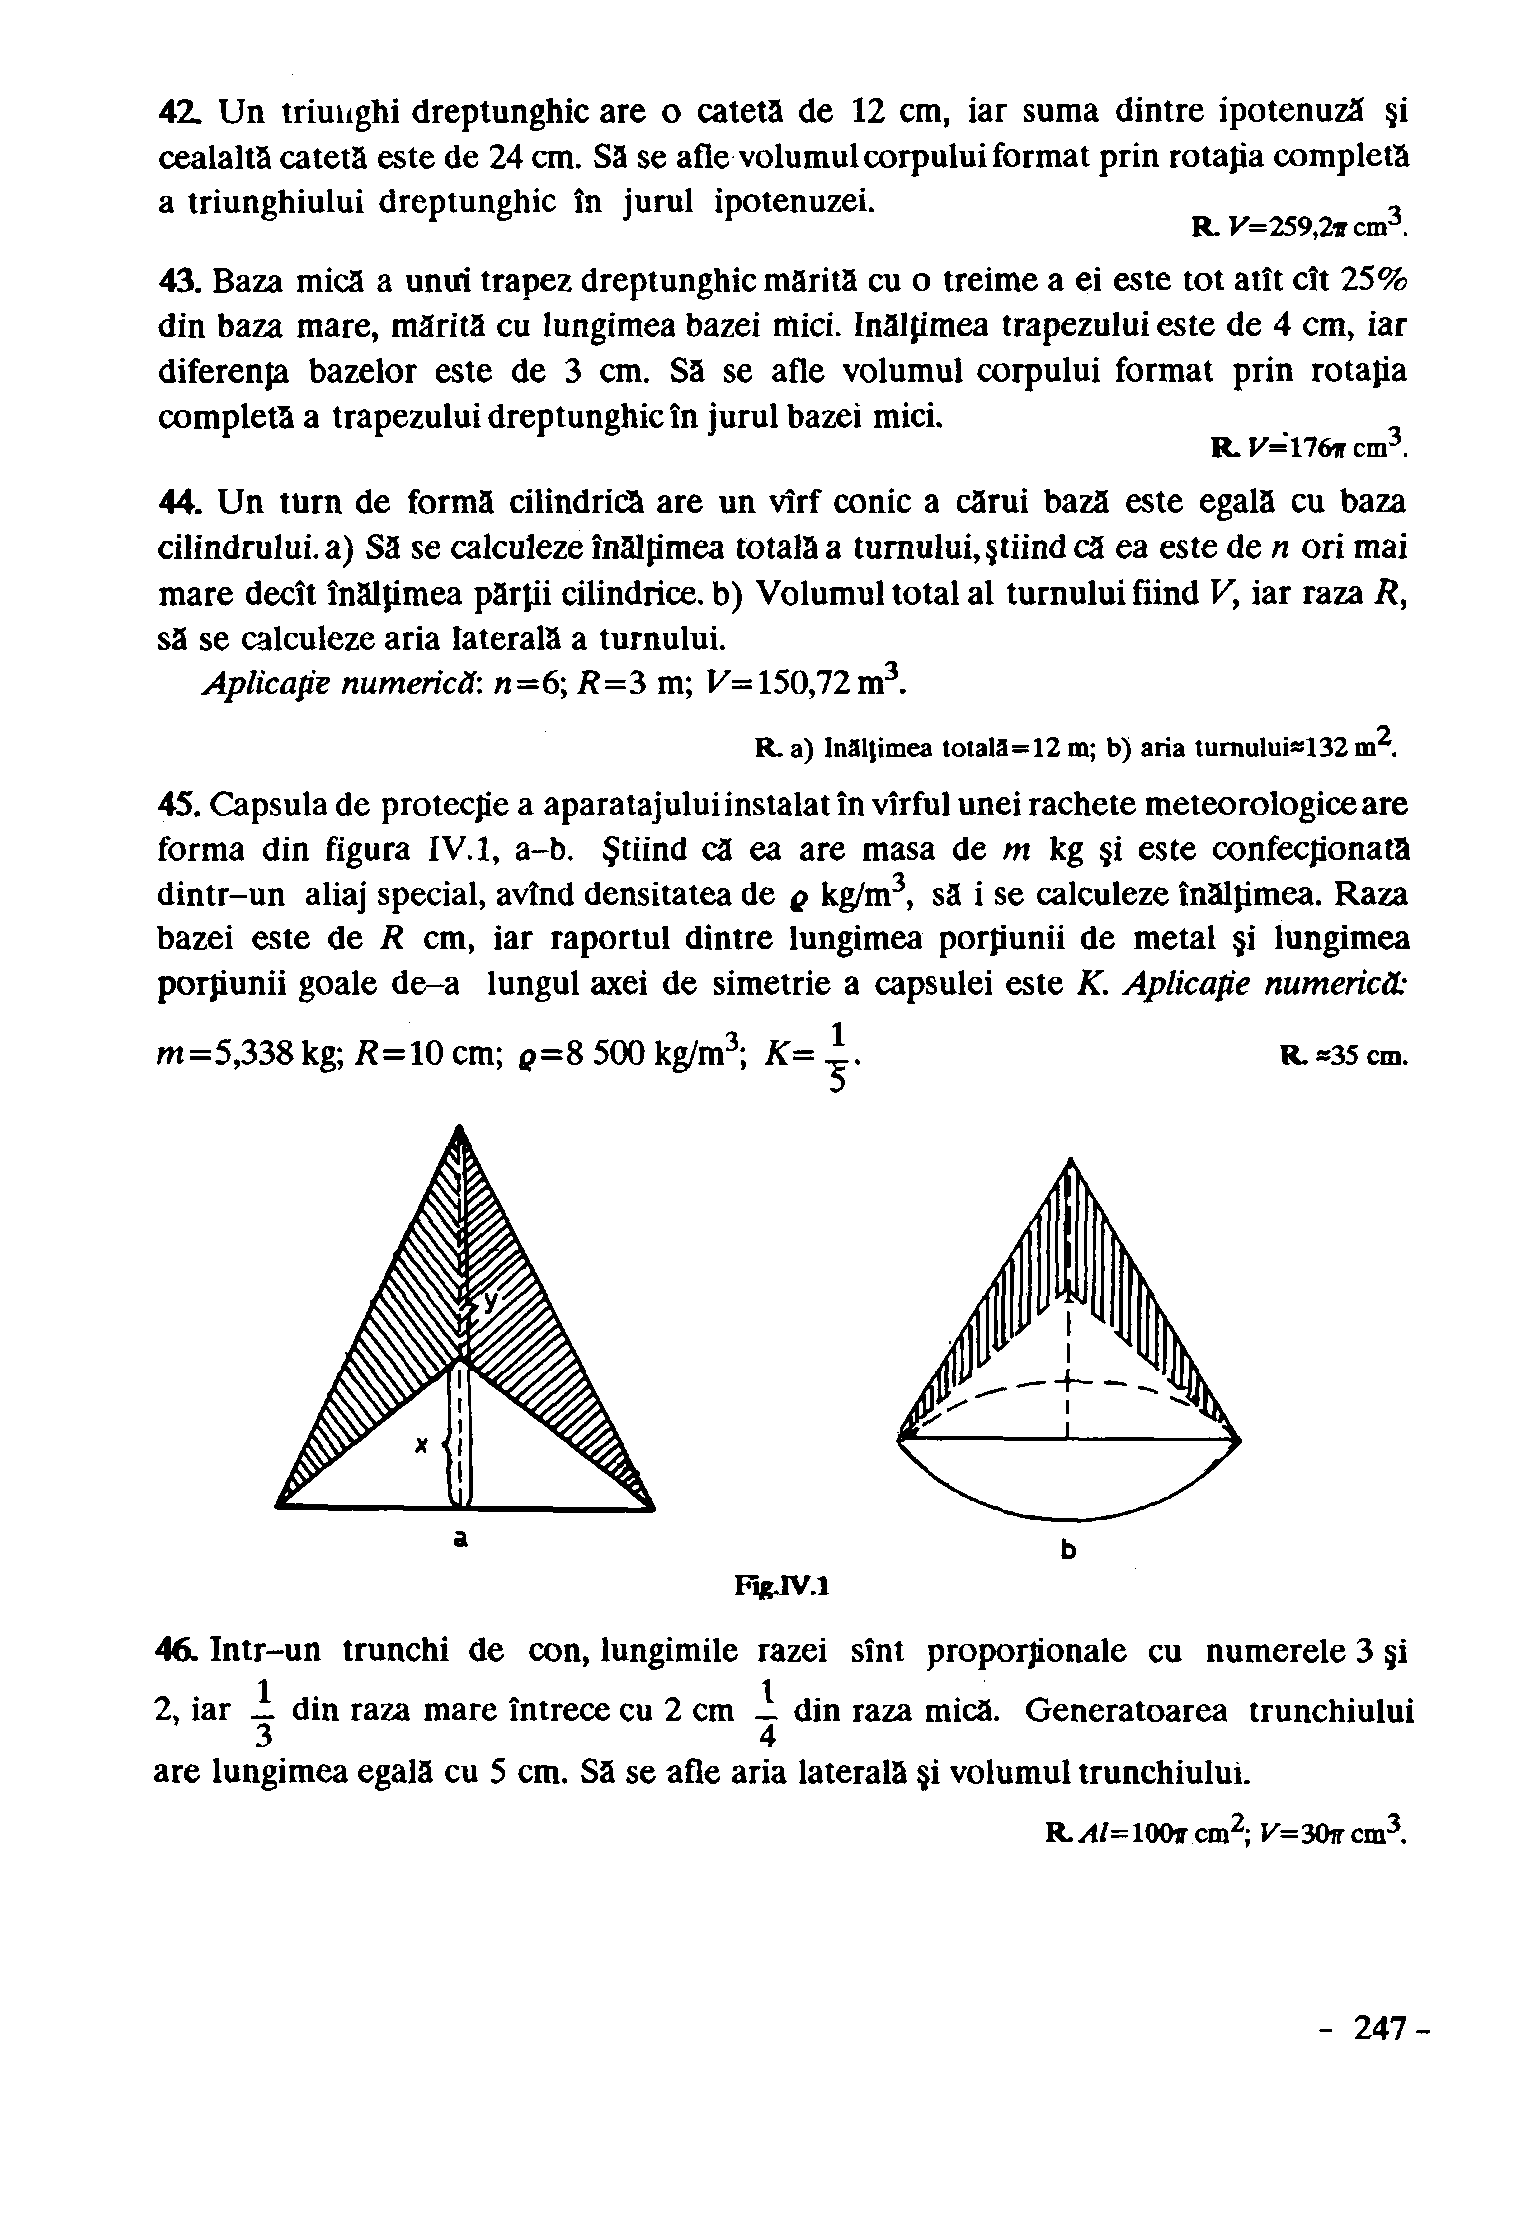 42. Un triunghi dreptunghic are o catetă de 12 cm, iar suma dintre ipotenuză şi
cealaltă catetă este de 24 cm. Să se afle volumul corpului format prin rotaţia completă
a triunghiului dreptunghic în jurul ipotenuzei.
R. V=259,2π cm³.
43. Baza mică a unui trapez dreptunghic mărită cu o treime a ei este tot atît cît 25%
din baza mare, mărită cu lungimea bazei mici. Inălţimea trapezului este de 4 cm, iar
diferenţa bazelor este de 3 cm. Să se afle volumul corpului format prin rotaţia
completă a trapezului dreptunghic în jurul bazei mici.
R. V=176π cm³.
44. Un turn de formă cilindrică are un vîrf conic a cărui bază este egală cu baza
cilindrului. a) Să se calculeze înălţimea totală a turnului, ştiind că ea este de n ori mai
mare decît înălţimea părţii cilindrice. b) Volumul total al turnului fiind V, iar raza R,
să se calculeze aria laterală a turnului.
Aplicaţie numerică: n=6; R=3 m; V=150,72 m³.
R. a) Inălţimea totală=12 m; b) aria turnului≈132 m².
45. Capsula de protecţie a aparatajului instalat în vîrful unei rachete meteorologice are
forma din figura IV.1, a–b. Ştiind că ea are masa de m kg şi este confecţionată
dintr–un aliaj special, avînd densitatea de ϱ kg/m³, să i se calculeze înălţimea. Raza
bazei este de R cm, iar raportul dintre lungimea porţiunii de metal şi lungimea
porţiunii goale de–a lungul axei de simetrie a capsulei este K. Aplicaţie numerică:
m=5,338 kg; R=10 cm; ϱ=8 500 kg/m³; K= 1/5. R. ≈35 cm.
y
x
a
b
Fig.IV.1
46. Intr–un trunchi de con, lungimile razei sînt proporţionale cu numerele 3 şi
2, iar 1/3 din raza mare întrece cu 2 cm 1/4 din raza mică. Generatoarea trunchiului
are lungimea egală cu 5 cm. Să se afle aria laterală şi volumul trunchiului.
R. Al=100π cm²; V=30π cm³.
- 247 -